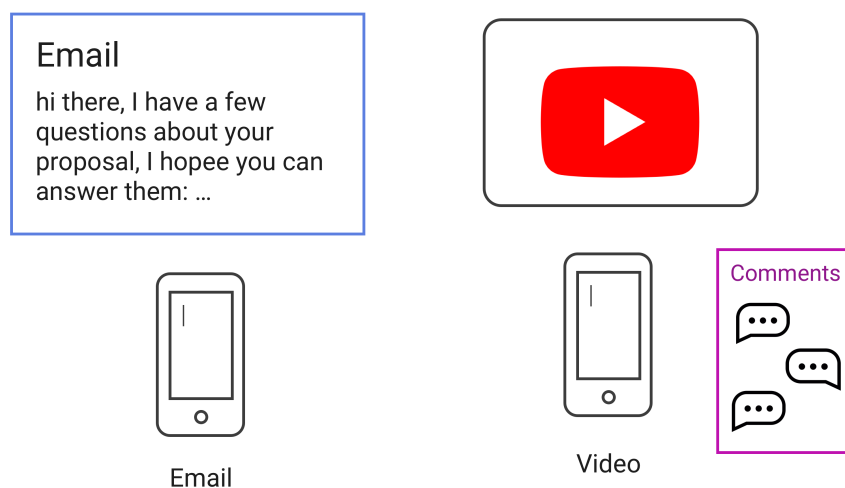 Email
hi there, I have a few
questions about your
proposal, I hopee you can
answer them: ...
Comments
Email
Video